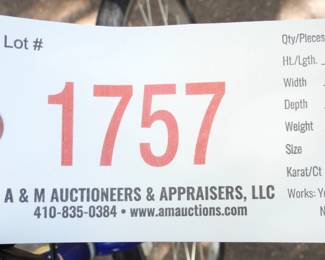 Lot #
1757
A & M AUCTIONEERS & APPRAISERS, LLC
410-835-0384 • www.amauctions.com
Qty/Pieces
Ht./Lgth.
Width
Depth
Weight
Size
Karat/Ct
Works: